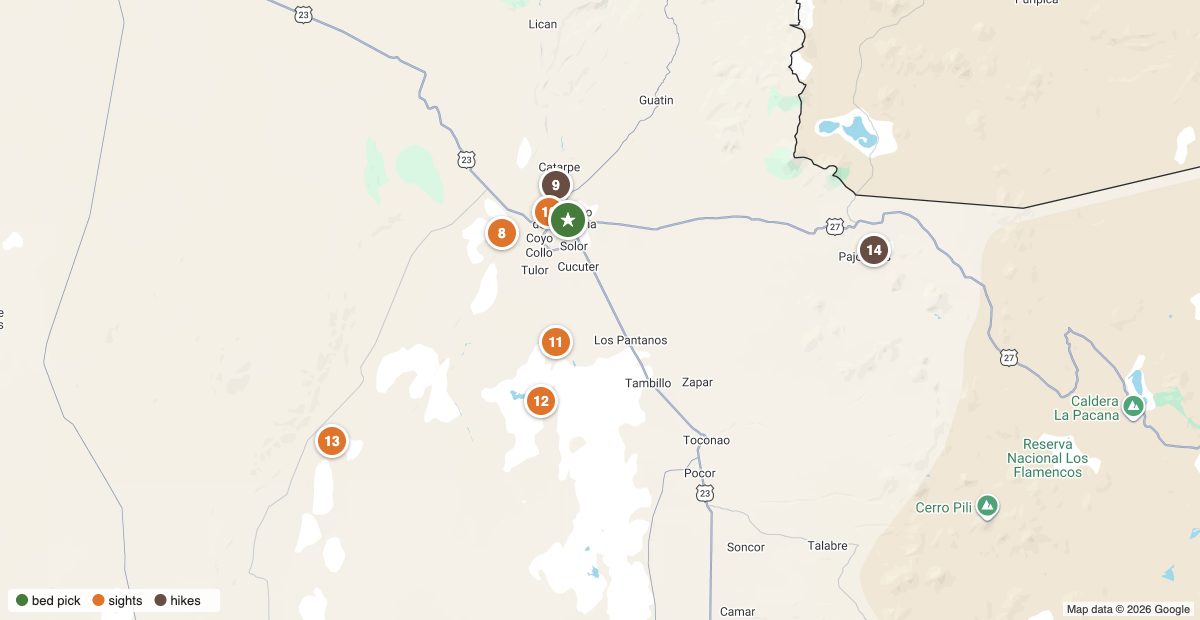 Puripica
23
Lican
Guatin
23
Catarpe
9
8
Coyo
Solor
Collo
Tulor
Cucuter
27
14
11
Los Pantanos
27
12
Tambillo
Zapar
Caldera
La Pacana
13
Toconao
Reserva
Nacional Los
Flamencos
Pocor
23
Cerro Pili
Soncor
Talabre
bed pick
sights
hikes
Camar
Map data © 2026 Google